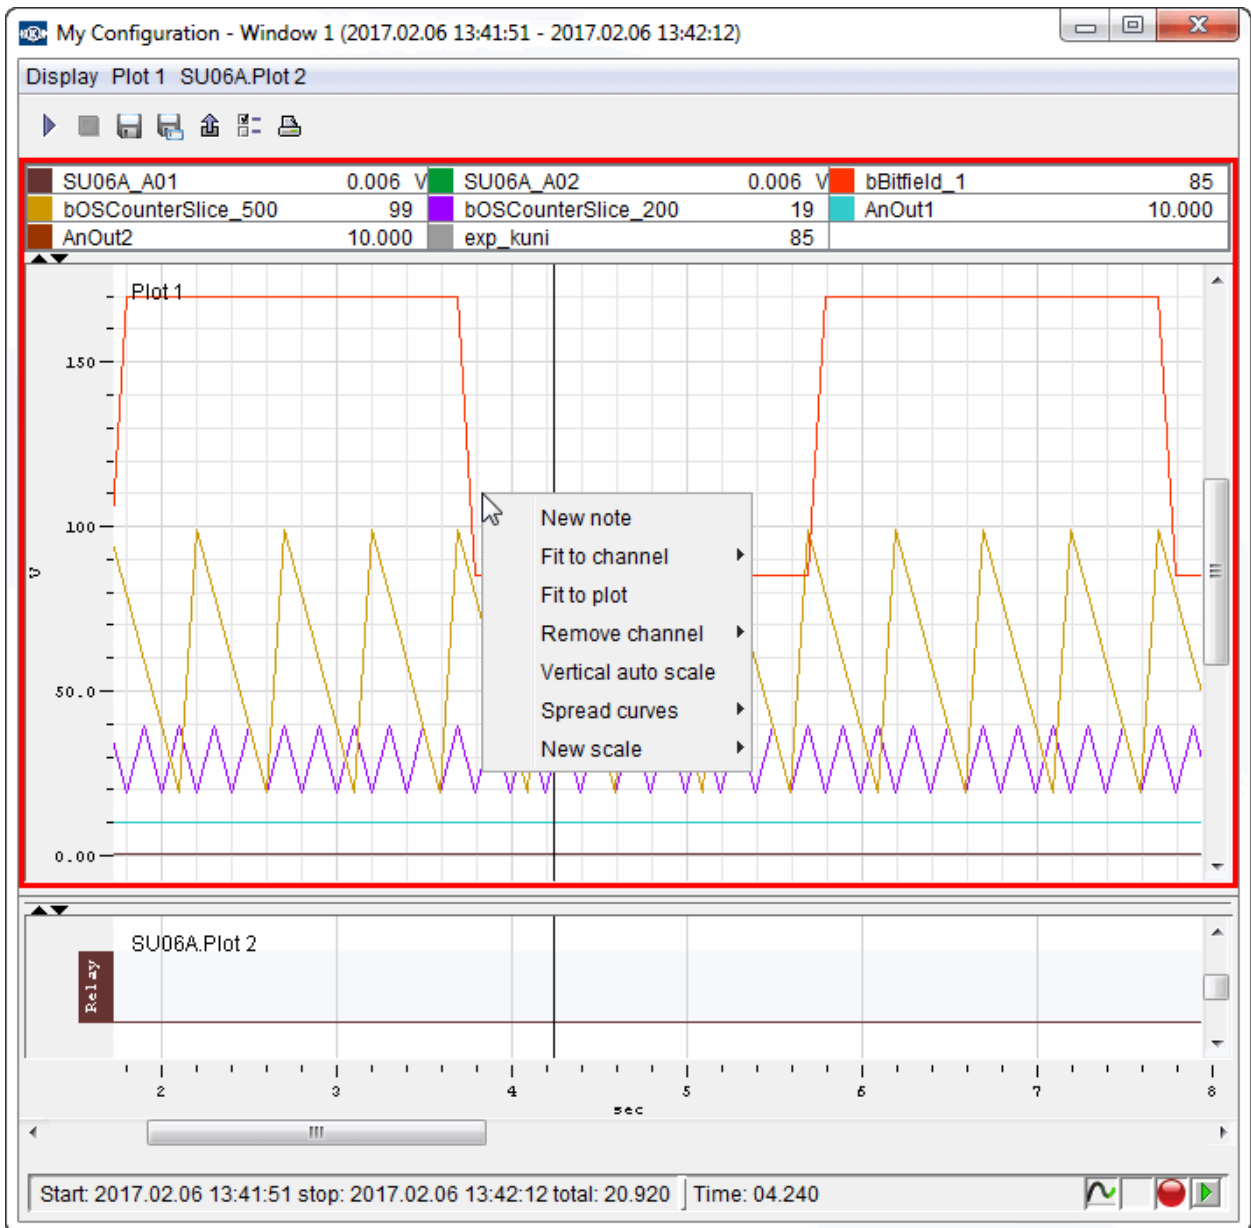 My Configuration - Window 1 (2017.02.06 13:41:51 - 2017.02.06 13:42:12)
Display Plot 1 SU06A.Plot 2
SU06A_A01 0.006 V SU06A_A02 0.006 V bBitfield_1 85
bOSCounterSlice_500 99 bOSCounterSlice_200 19 AnOut1 10.000
AnOut2 10.000 exp_kuni 85
Plot 1
150
100
V
50.0
0.00
New note
Fit to channel
Fit to plot
Remove channel
Vertical auto scale
Spread curves
New scale
SU06A.Plot 2
Relay
2 3 4 5 6 7 8
sec
Start: 2017.02.06 13:41:51 stop: 2017.02.06 13:42:12 total: 20.920 Time: 04.240